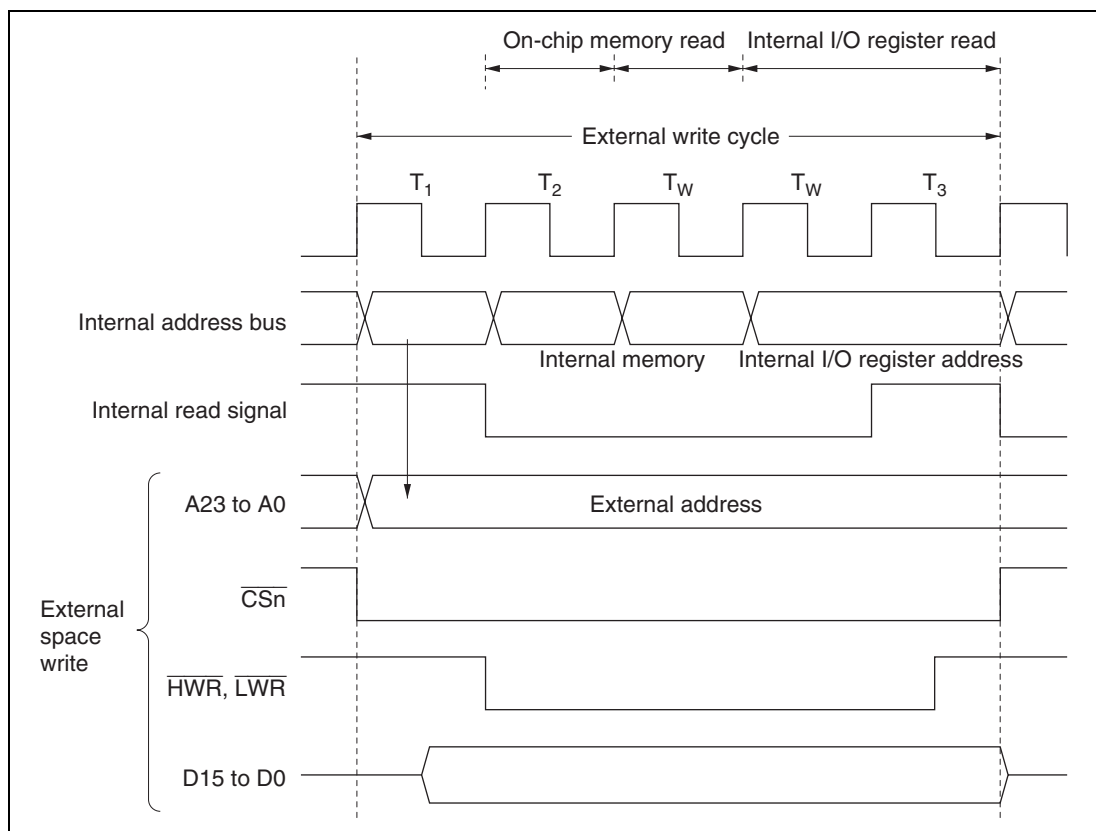 On-chip memory read Internal I/O register read
External write cycle
T1 T2 TW TW T3
Internal address bus
Internal memory Internal I/O register address
Internal read signal
A23 to A0 External address
CSn
External
space
write
HWR, LWR
D15 to D0